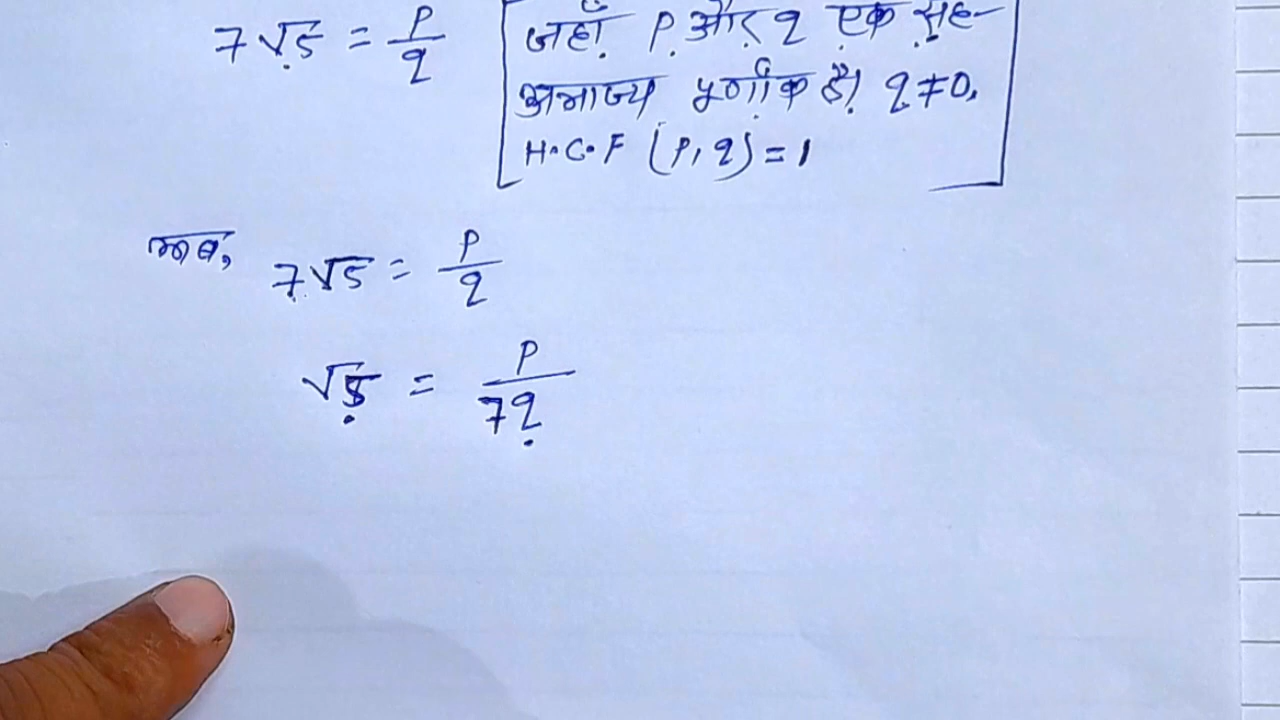 7√5 = p/q [जहाँ p और q एक सह-
अभाज्य पूर्णांक है। q ≠ 0,
H.C.F (p, q) = 1]
अब, 7√5 = p/q
√5 = p/7q